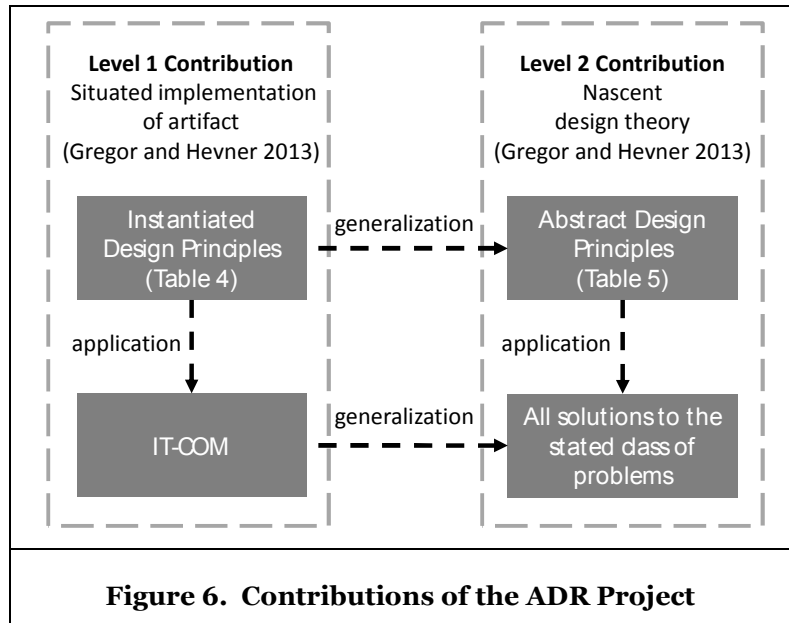 Level 1 Contribution
Situated implementation
of artifact
(Gregor and Hevner 2013)
Level 2 Contribution
Nascent
design theory
(Gregor and Hevner 2013)
Instantiated
Design Principles
(Table 4)
generalization
Abstract Design
Principles
(Table 5)
application
application
IT-COM
generalization
All solutions to the
stated class of
problems
Figure 6. Contributions of the ADR Project